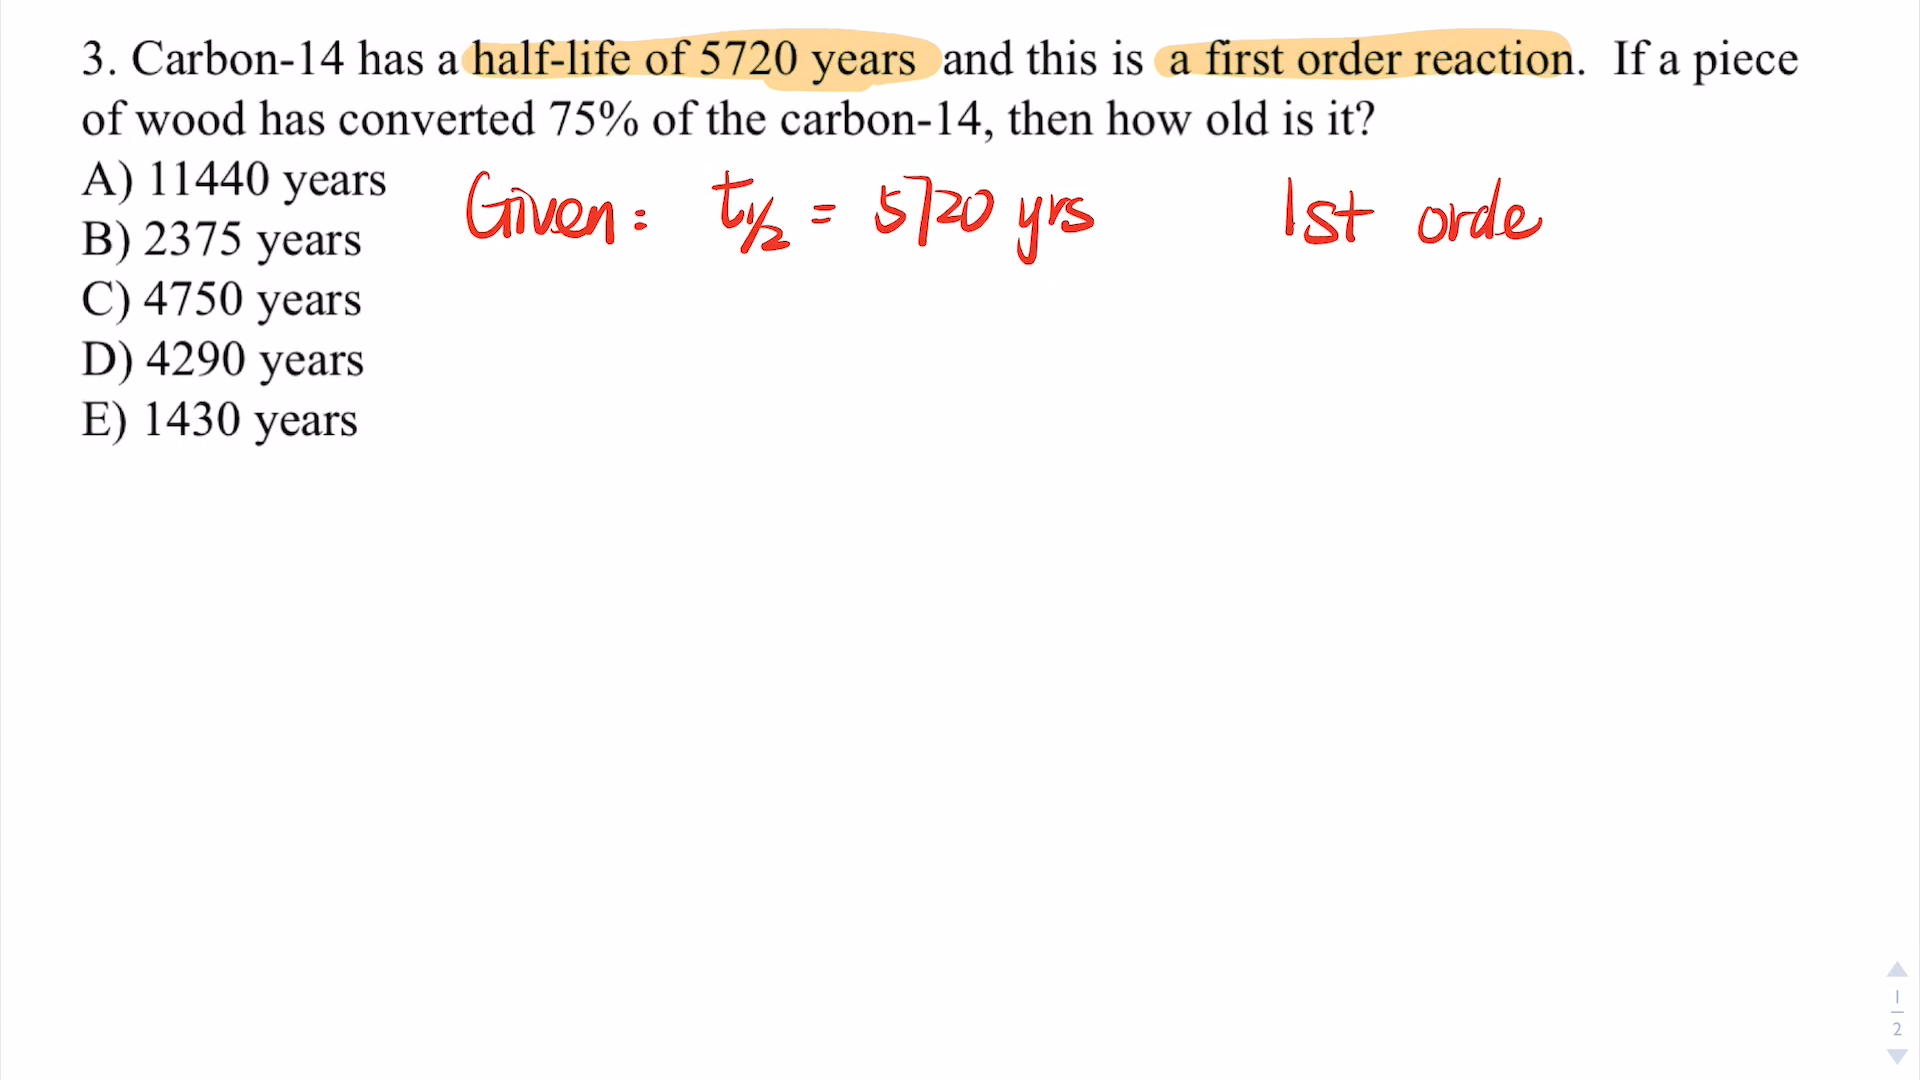 3. Carbon-14 has a half-life of 5720 years and this is a first order reaction. If a piece
of wood has converted 75% of the carbon-14, then how old is it?
A) 11440 years
B) 2375 years
C) 4750 years
D) 4290 years
E) 1430 years
Given: t1/2 = 5720 yrs 1st orde
1
2